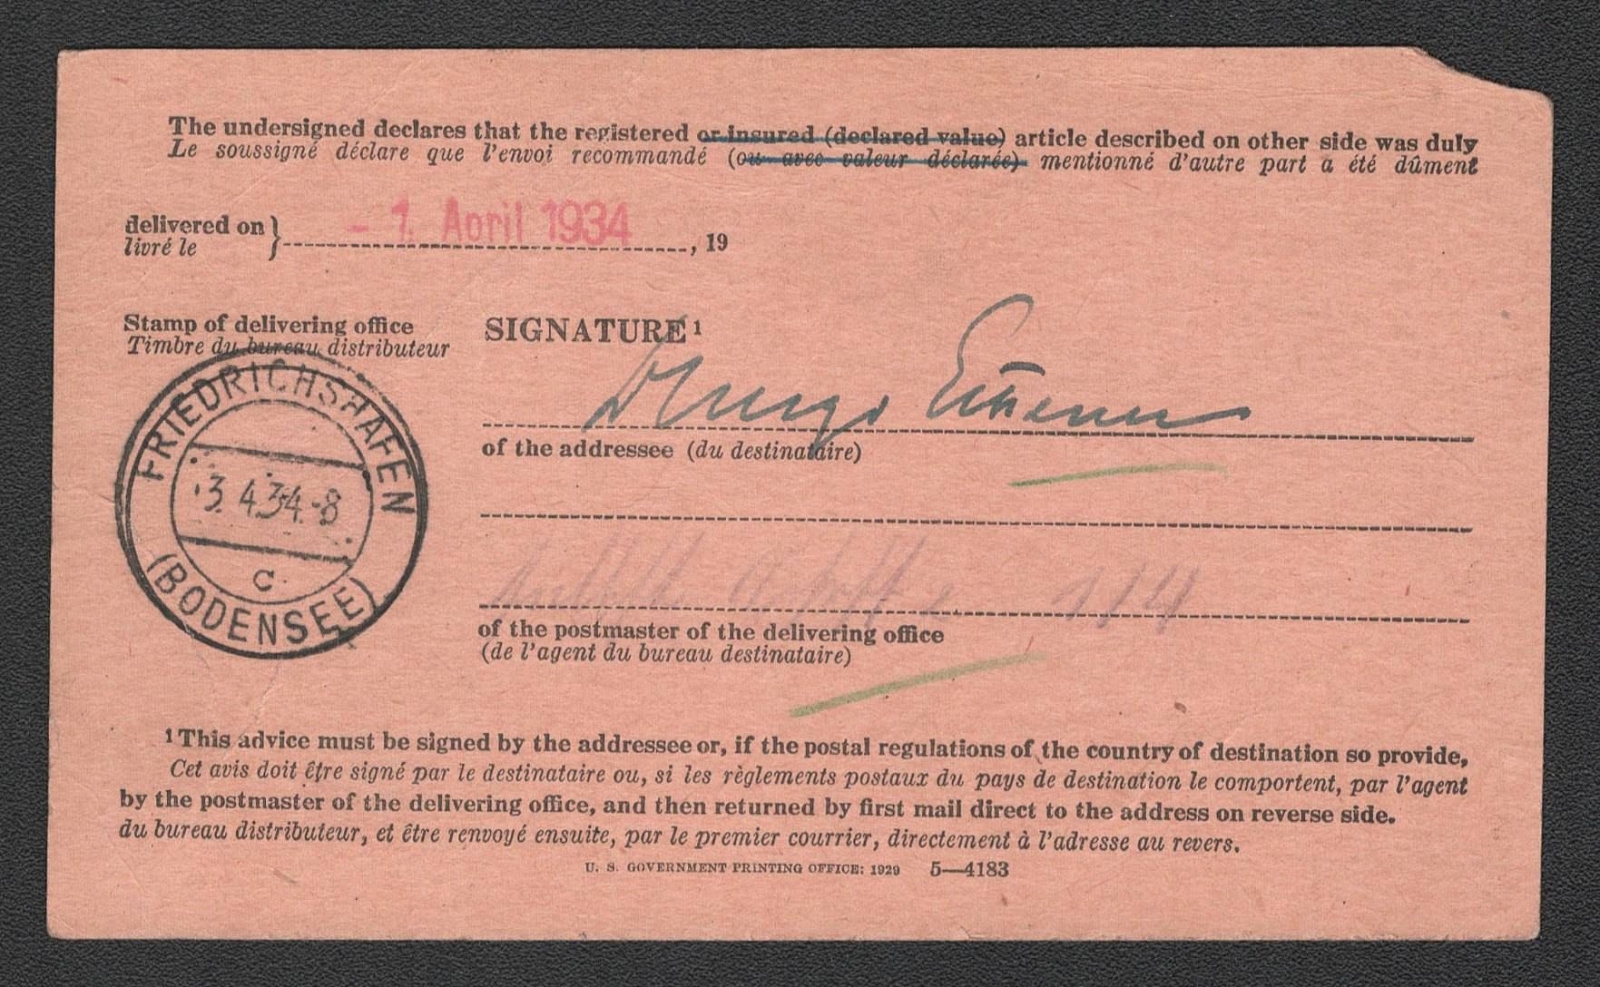 The undersigned declares that the registered or insured (declared value) article described on other side was duly
Le soussigné déclare que l'envoi recommandé (ou avec valeur déclarée) mentionné d'autre part a été dûment
- 1. April 1934
delivered on } , 19
livré le
Stamp of delivering office
Timbre du bureau distributeur
SIGNATURE¹
FRIEDRICHSHAFEN
3. 4.34.-8
c
(BODENSEE)
of the addressee (du destinataire)
of the postmaster of the delivering office
(de l'agent du bureau destinataire)
¹ This advice must be signed by the addressee or, if the postal regulations of the country of destination so provide,
Cet avis doit être signé par le destinataire ou, si les règlements postaux du pays de destination le comportent, par l'agent
by the postmaster of the delivering office, and then returned by first mail direct to the address on reverse side.
du bureau distributeur, et être renvoyé ensuite, par le premier courrier, directement à l'adresse au revers.
U. S. GOVERNMENT PRINTING OFFICE: 1929 5—4183